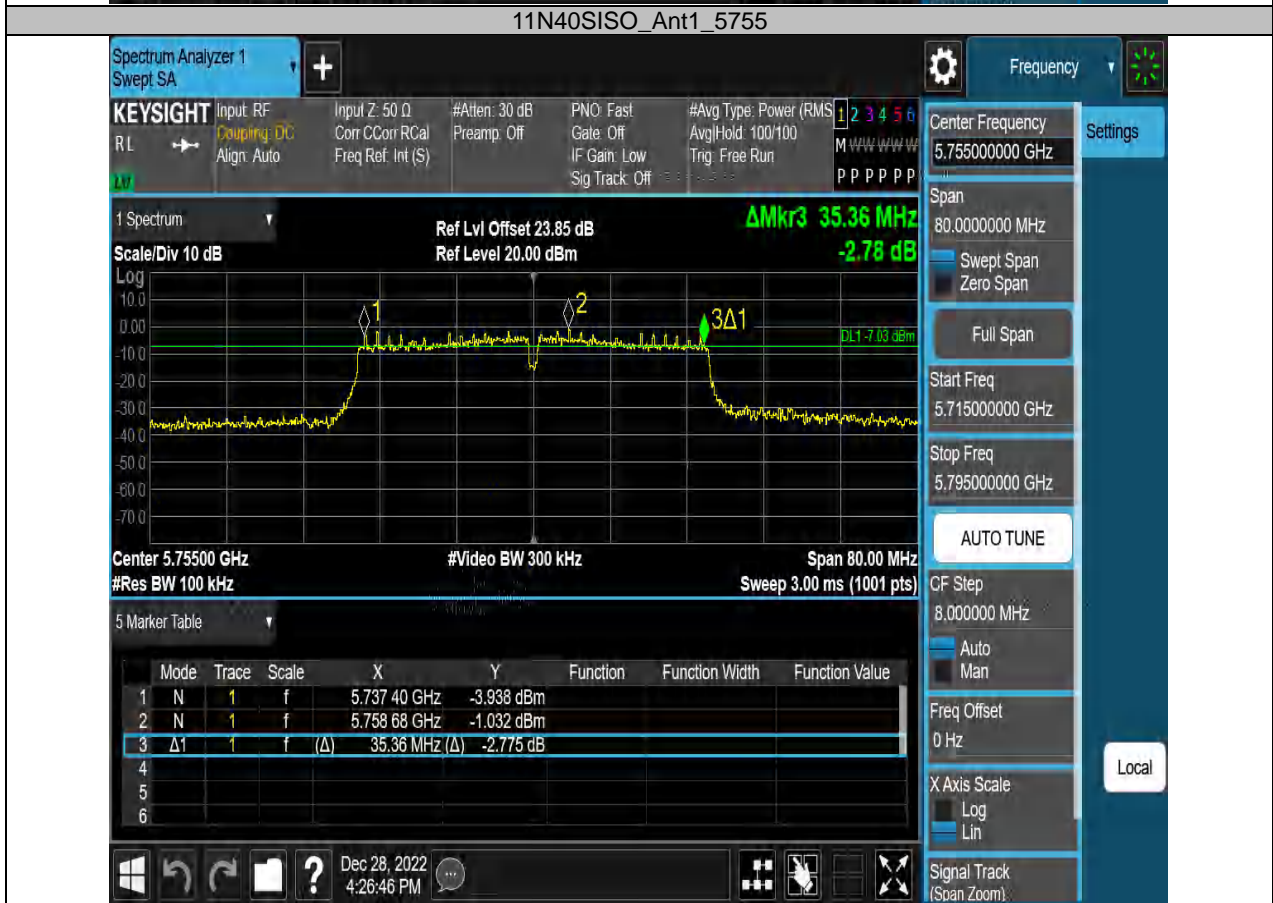 11N40SISO_Ant1_5755
Spectrum Analyzer 1
Swept SA
+
Frequency
KEYSIGHT
RL
LXI
Input: RF
Coupling: DC
Align: Auto
Input Z: 50 Ω
Corr CCorr RCal
Freq Ref: Int (S)
#Atten: 30 dB
Preamp: Off
PNO: Fast
Gate: Off
IF Gain: Low
Sig Track: Off
#Avg Type: Power (RMS
Avg|Hold: 100/100
Trig: Free Run
1 2 3 4 5 6
M W W W W W
P P P P P P
Center Frequency
5.755000000 GHz
Settings
Span
80.0000000 MHz
Swept Span
Zero Span
Full Span
Start Freq
5.715000000 GHz
Stop Freq
5.795000000 GHz
AUTO TUNE
CF Step
8.000000 MHz
Auto
Man
Freq Offset
0 Hz
X Axis Scale
Log
Lin
Signal Track
(Span Zoom)
Local
1 Spectrum
Ref Lvl Offset 23.85 dB
ΔMkr3 35.36 MHz
Scale/Div 10 dB
Ref Level 20.00 dBm
-2.78 dB
Log
10.0
0.00
-10.0
-20.0
-30.0
-40.0
-50.0
-60.0
-70.0
1
2
3Δ1
DL1 -7.03 dBm
Center 5.75500 GHz
#Video BW 300 kHz
Span 80.00 MHz
#Res BW 100 kHz
Sweep 3.00 ms (1001 pts)
5 Marker Table
Mode Trace Scale X Y Function Function Width Function Value
1 N 1 f 5.737 40 GHz -3.938 dBm
2 N 1 f 5.758 68 GHz -1.032 dBm
3 Δ1 1 f (Δ) 35.36 MHz (Δ) -2.775 dB
4
5
6
?
Dec 28, 2022
4:26:46 PM